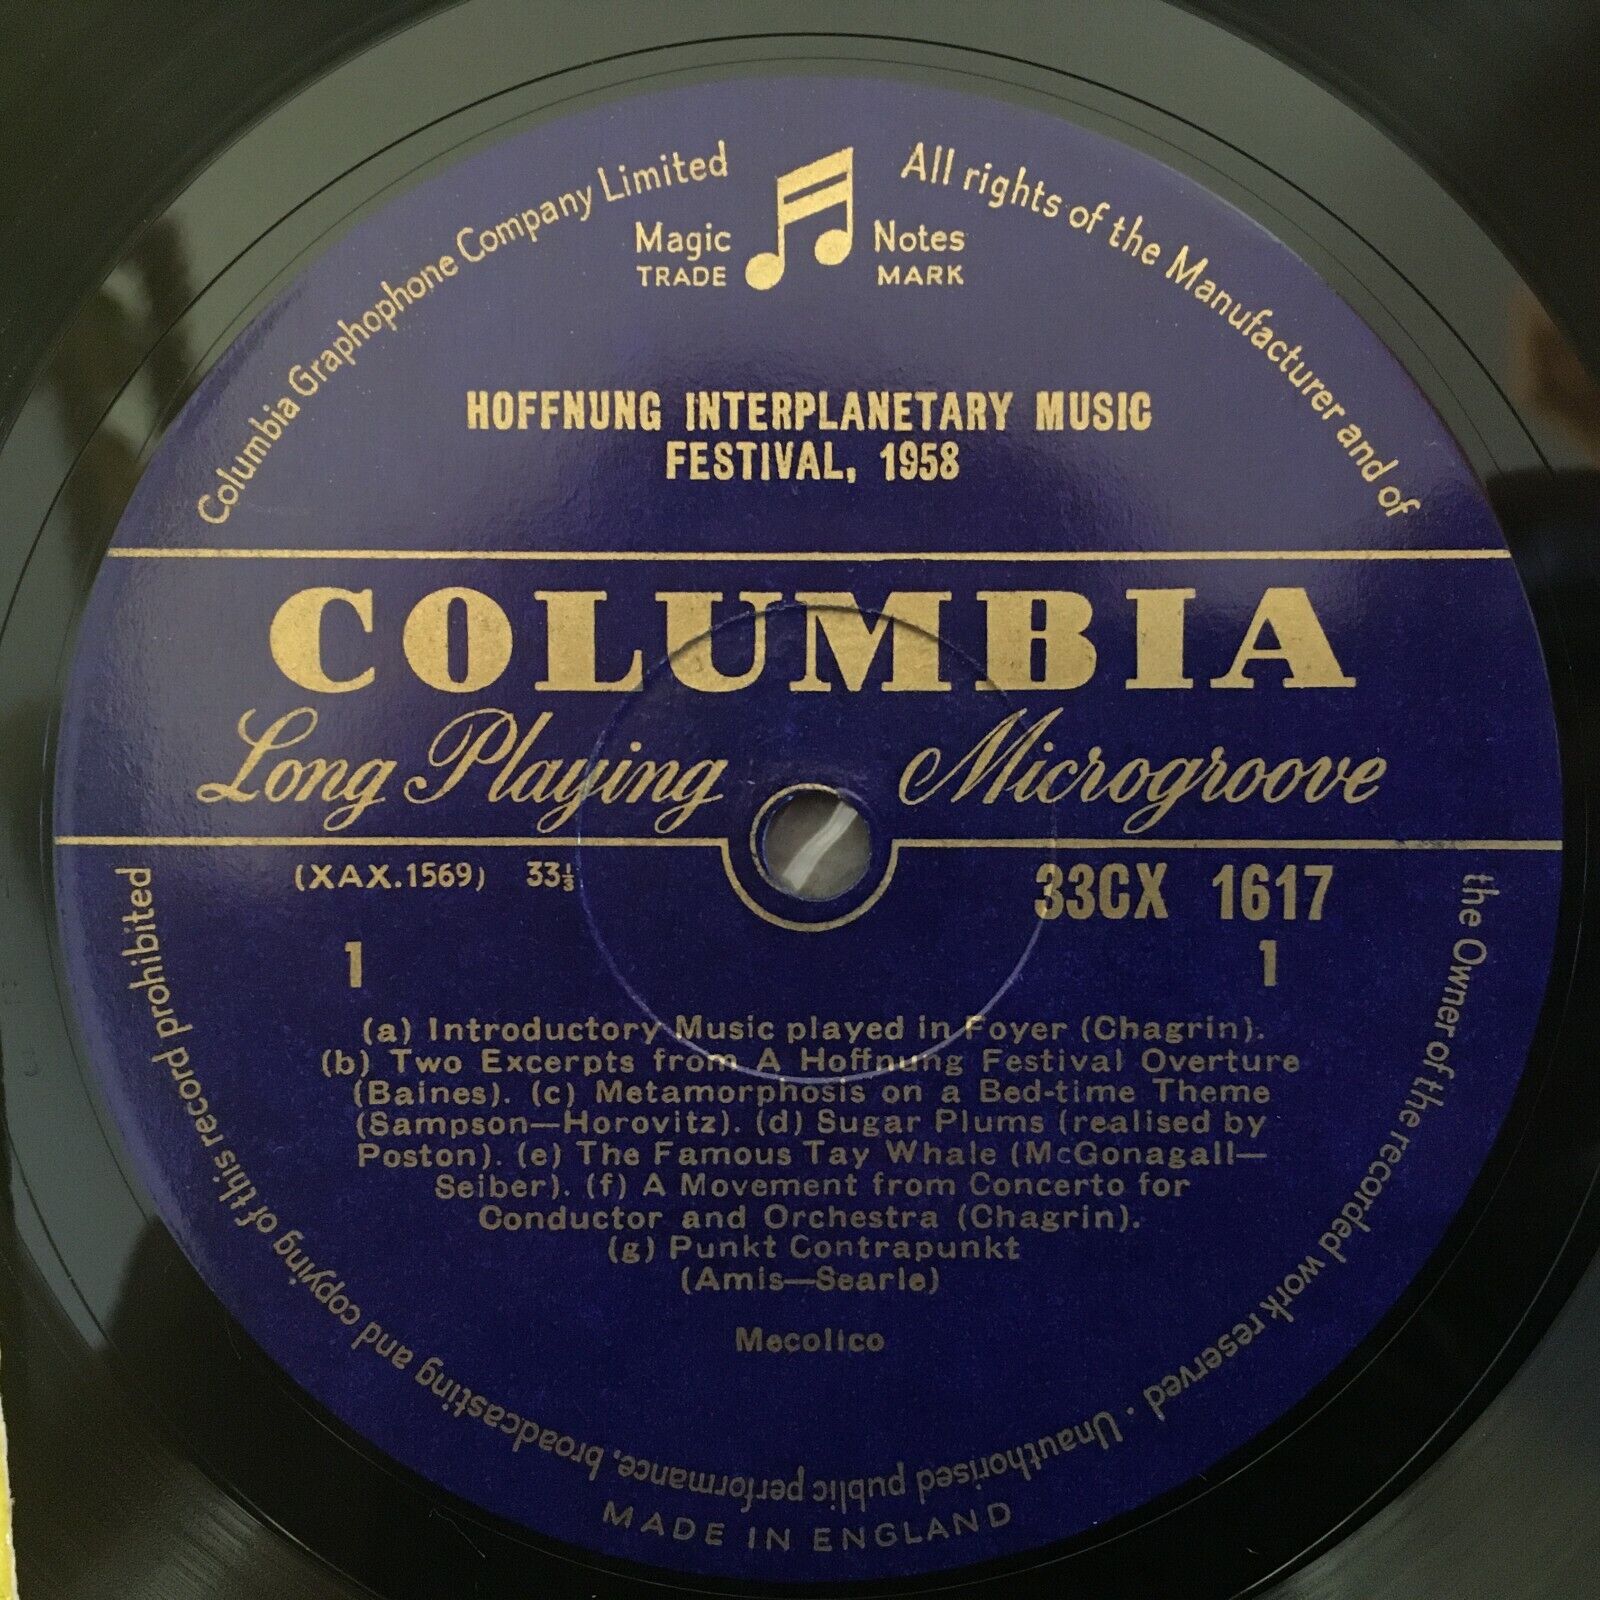 Columbia Graphophone Company Limited
All rights of the Manufacturer and of
the Owner of the recorded work reserved · Unauthorised public performance, broadcasting and copying of this record prohibited
Magic Notes
TRADE MARK
HOFFNUNG INTERPLANETARY MUSIC
FESTIVAL, 1958
COLUMBIA
Long Playing Microgroove
(XAX.1569) 33⅓ 33CX 1617
1 1
(a) Introductory Music played in Foyer (Chagrin).
(b) Two Excerpts from A Hoffnung Festival Overture
(Baines). (c) Metamorphosis on a Bed-time Theme
(Sampson—Horovitz). (d) Sugar Plums (realised by
Poston). (e) The Famous Tay Whale (McGonagall—
Seiber). (f) A Movement from Concerto for
Conductor and Orchestra (Chagrin).
(g) Punkt Contrapunkt
(Amis—Searle)
Mecolico
MADE IN ENGLAND